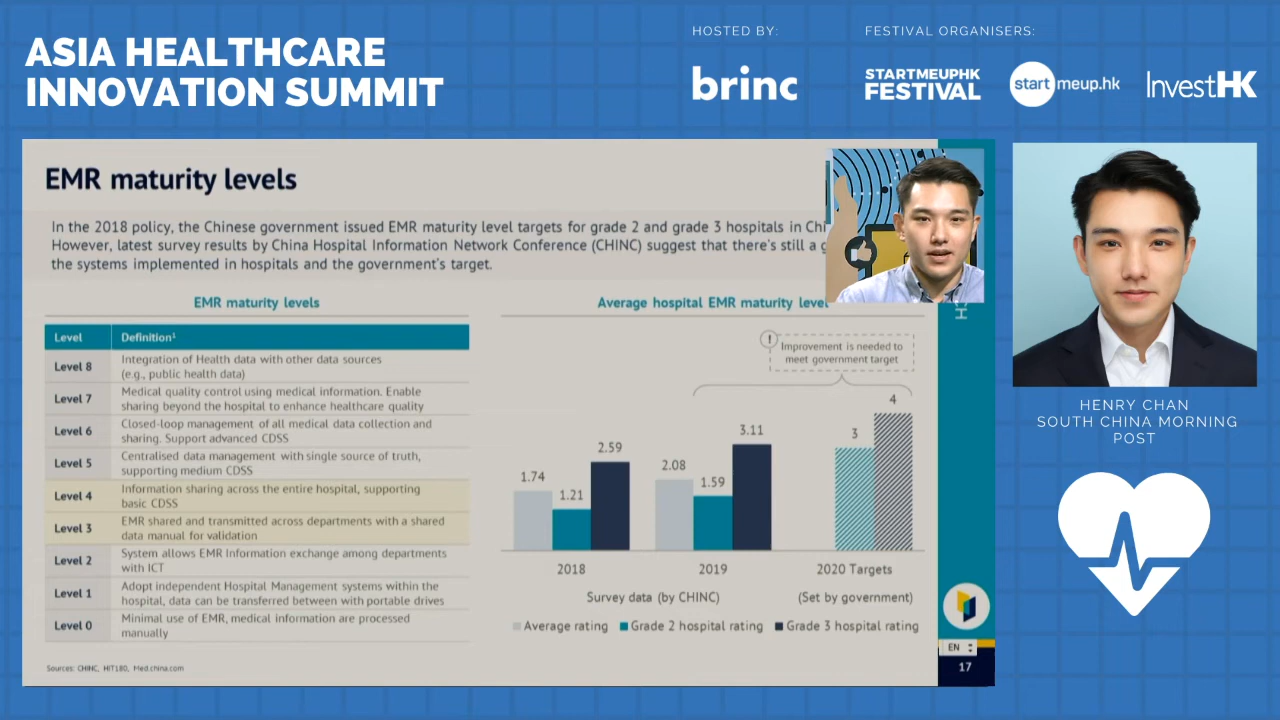 ASIA HEALTHCARE
INNOVATION SUMMIT
HOSTED BY:
brinc
FESTIVAL ORGANISERS:
STARTMEUPHK
FESTIVAL
start meup.hk
InvestHK
EMR maturity levels
In the 2018 policy, the Chinese government issued EMR maturity level targets for grade 2 and grade 3 hospitals in
However, latest survey results by China Hospital Information Network Conference (CHINC) suggest that there's still a
the systems implemented in hospitals and the government's target.
EMR maturity levels
Level Definition¹
Level 8 Integration of Health data with other data sources
(e.g., public health data)
Level 7 Medical quality control using medical information. Enable
sharing beyond the hospital to enhance healthcare quality
Level 6 Closed-loop management of all medical data collection and
sharing. Support advanced CDSS
Level 5 Centralised data management with single source of truth,
supporting medium CDSS
Level 4 Information sharing across the entire hospital, supporting
basic CDSS
Level 3 EMR shared and transmitted across departments with a shared
data manual for validation
Level 2 System allows EMR Information exchange among departments
with ICT
Level 1 Adopt independent Hospital Management systems within the
hospital, data can be transferred between with portable drives
Level 0 Minimal use of EMR, medical information are processed
manually
Sources: CHINC, HIT180, Med.china.com
Average hospital EMR maturity level
! Improvement is needed to
meet government target
1.74 1.21 2.59 2.08 1.59 3.11 3 4
2018 2019 2020 Targets
Survey data (by CHINC) (Set by government)
Average rating Grade 2 hospital rating Grade 3 hospital rating
EN
17
HENRY CHAN
SOUTH CHINA MORNING
POST